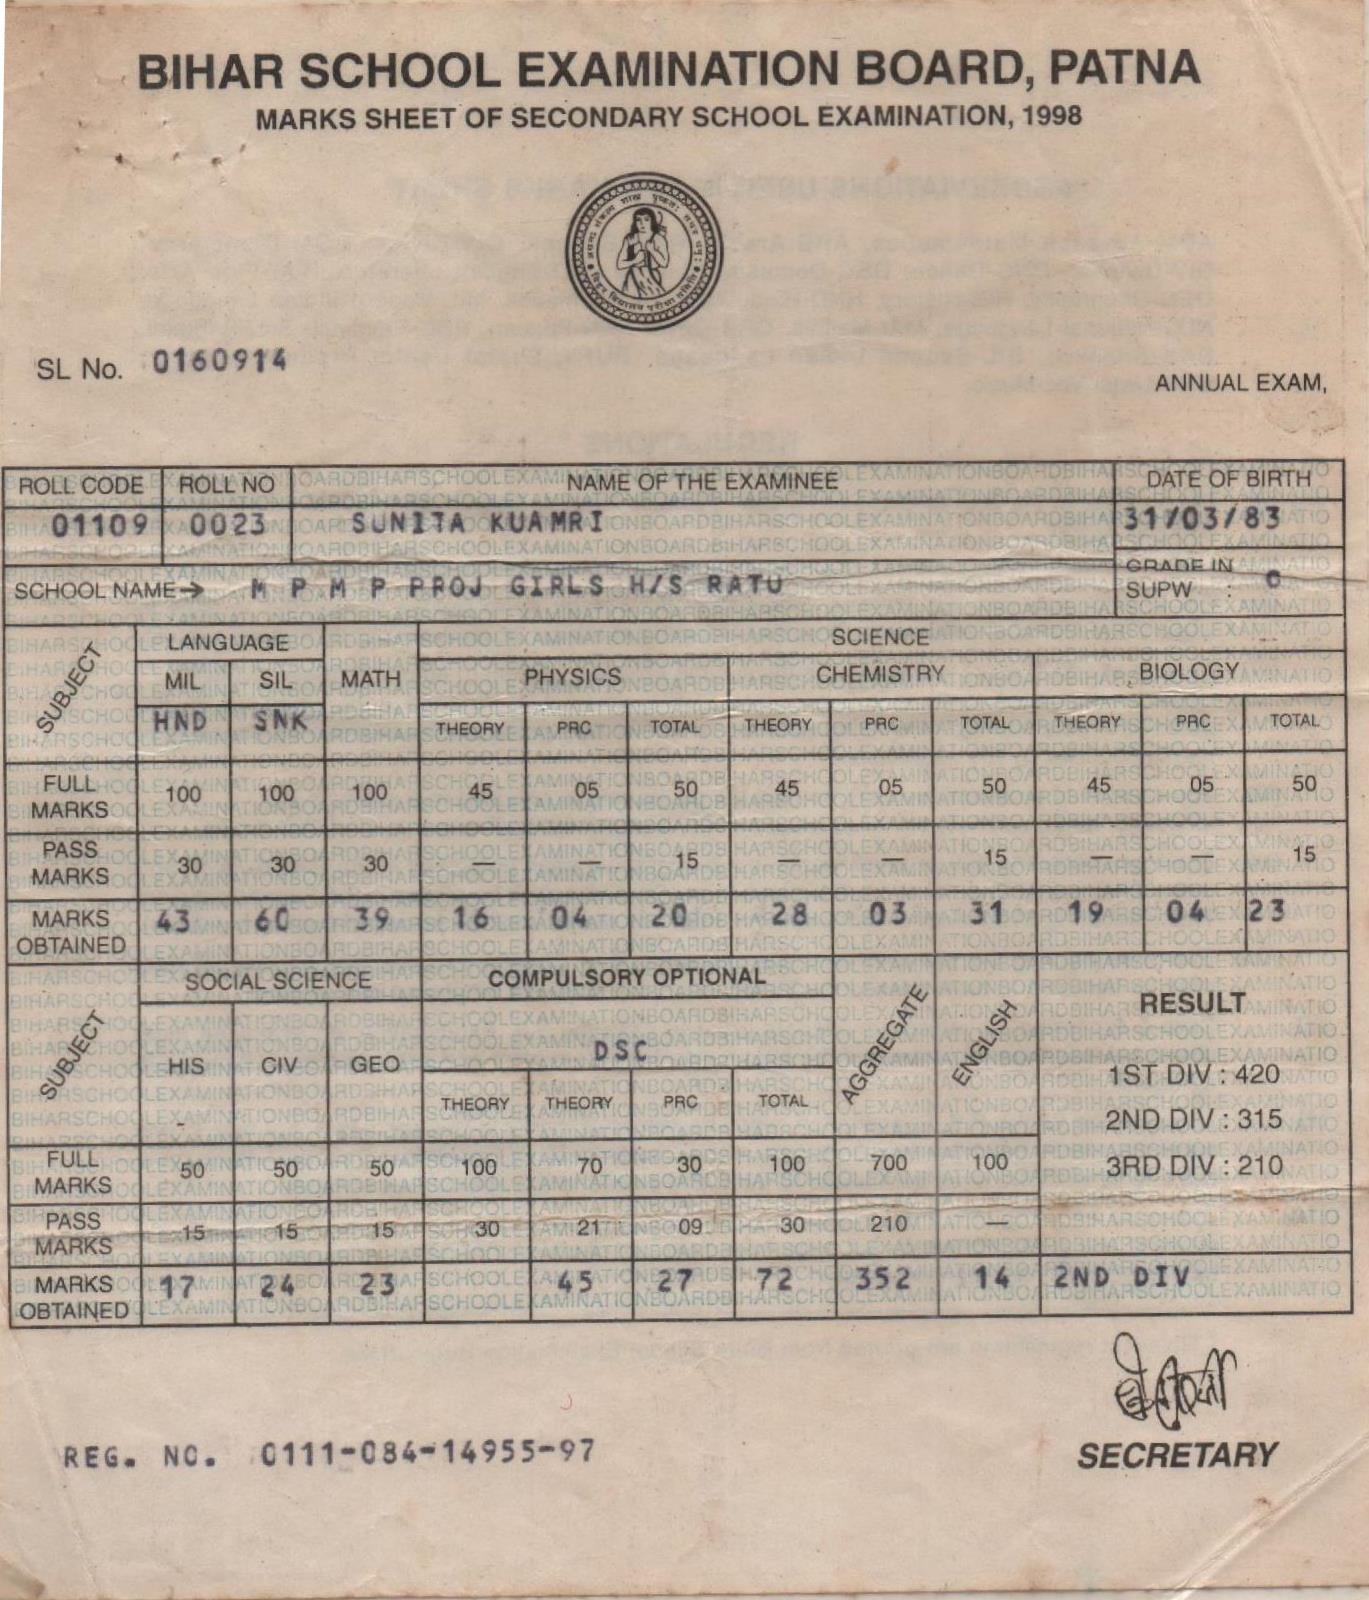 BIHAR SCHOOL EXAMINATION BOARD, PATNA
MARKS SHEET OF SECONDARY SCHOOL EXAMINATION, 1998
SL No. 0160914
ANNUAL EXAM,
ROLL CODE ROLL NO NAME OF THE EXAMINEE DATE OF BIRTH
01109 0023 SUNITA KUAMRI 31/03/83
SCHOOL NAME→ M P M P PROJ GIRLS H/S RATU GRADE IN SUPW : C
SUBJECT LANGUAGE MATH SCIENCE
MIL SIL PHYSICS CHEMISTRY BIOLOGY
HND SNK THEORY PRC TOTAL THEORY PRC TOTAL THEORY PRC TOTAL
FULL MARKS 100 100 100 45 05 50 45 05 50 45 05 50
PASS MARKS 30 30 30 — — 15 — — 15 — — 15
MARKS OBTAINED 43 60 39 16 04 20 28 03 31 19 04 23
SUBJECT SOCIAL SCIENCE COMPULSORY OPTIONAL AGGREGATE ENGLISH RESULT
HIS CIV GEO DSC
THEORY THEORY PRC TOTAL
1ST DIV : 420
2ND DIV : 315
3RD DIV : 210
FULL MARKS 50 50 50 100 70 30 100 700 100
PASS MARKS 15 15 15 30 21 09 30 210 —
MARKS OBTAINED 17 24 23 45 27 72 352 14 2ND DIV
REG. NO. 0111-084-14955-97
SECRETARY